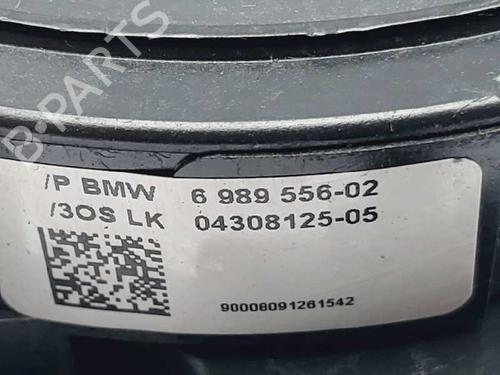 B-PARTS
/P BMW 6 989 556-02
/3OS LK 04308125-05
90008091261542